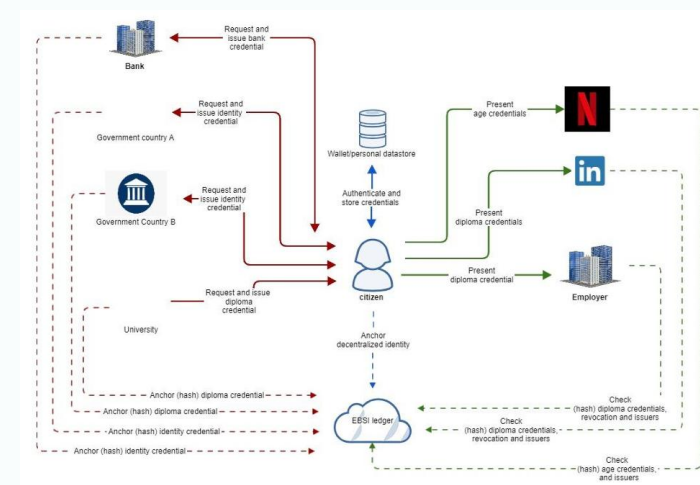 Request and
issue bank
credential
Bank
Request and
issue identity
credential
Government country A
Request and
issue identity
credential
Government Country B
Request and issue
diploma
credential
University
Wallet/personal datastore
Authenticate and
store credentials
citizen
Anchor
decentralized identity
Present
age credentials
N
in
Present
diploma credentials
Present
diploma credential
Employer
Anchor (hash) diploma credential
Anchor (hash) diploma credential
Anchor (hash) identity credential
Anchor (hash) identity credential
EBSI ledger
Check
(hash) diploma credentials,
revocation and issuers
Check
(hash) diploma credentials,
revocation and issuers
Check
(hash) age credentials,
and issuers